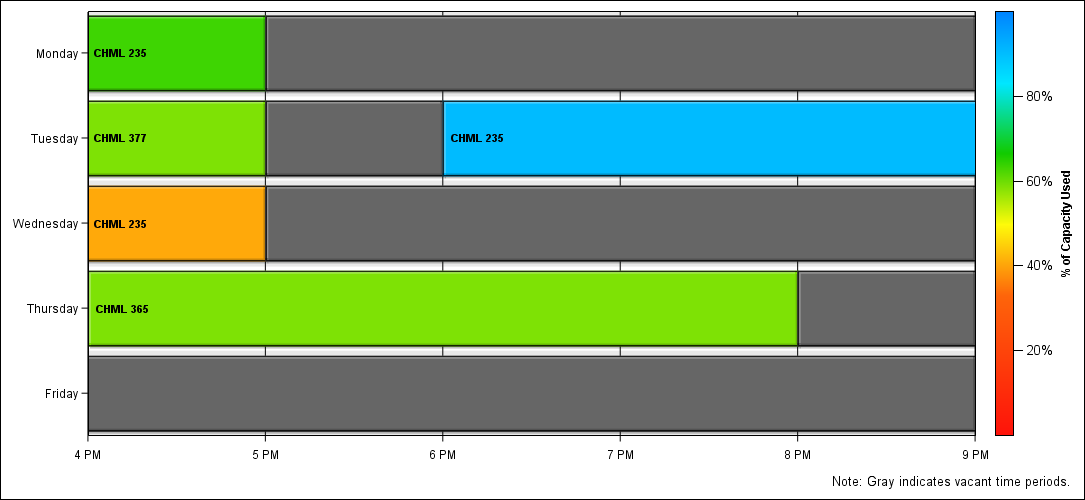 Monday
CHML 235
Tuesday
CHML 377
CHML 235
80%
Wednesday
CHML 235
60%
Thursday
CHML 365
40%
Friday
20%
% of Capacity Used
4 PM
5 PM
6 PM
7 PM
8 PM
9 PM
Note: Gray indicates vacant time periods.